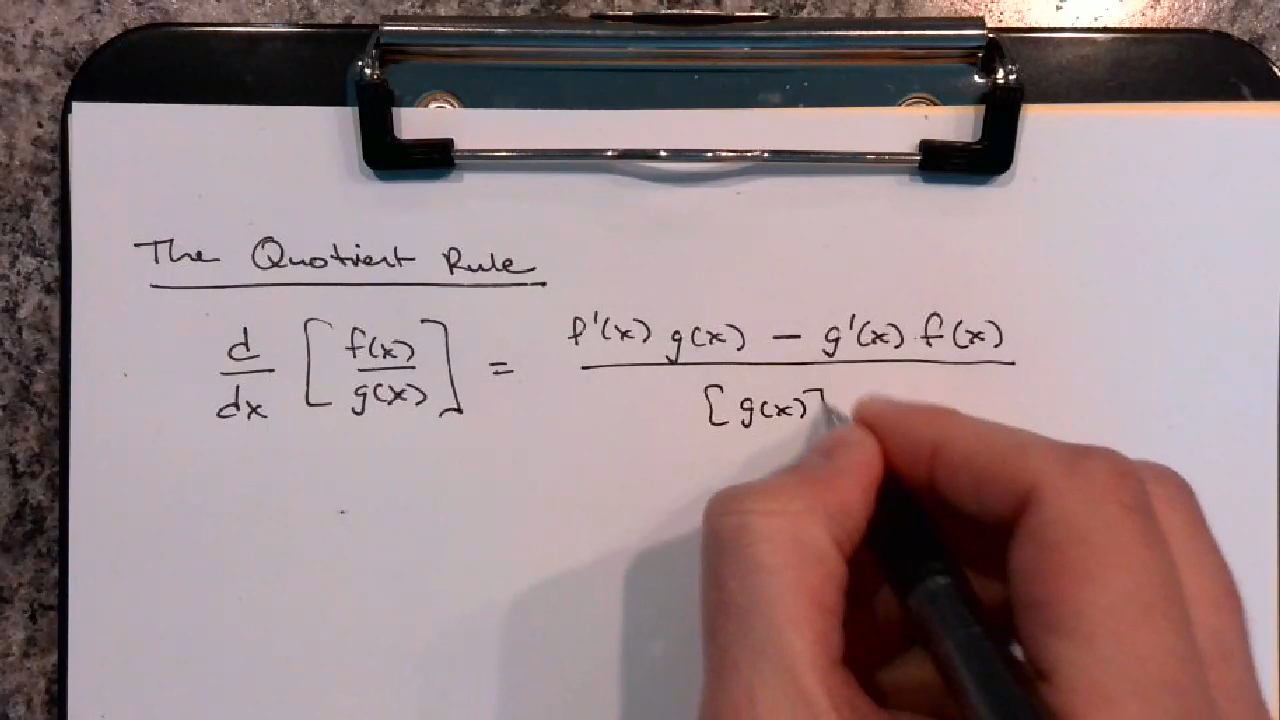 The Quotient Rule
d/dx [f(x)/g(x)] = f'(x) g(x) - g'(x) f(x) / [g(x)]